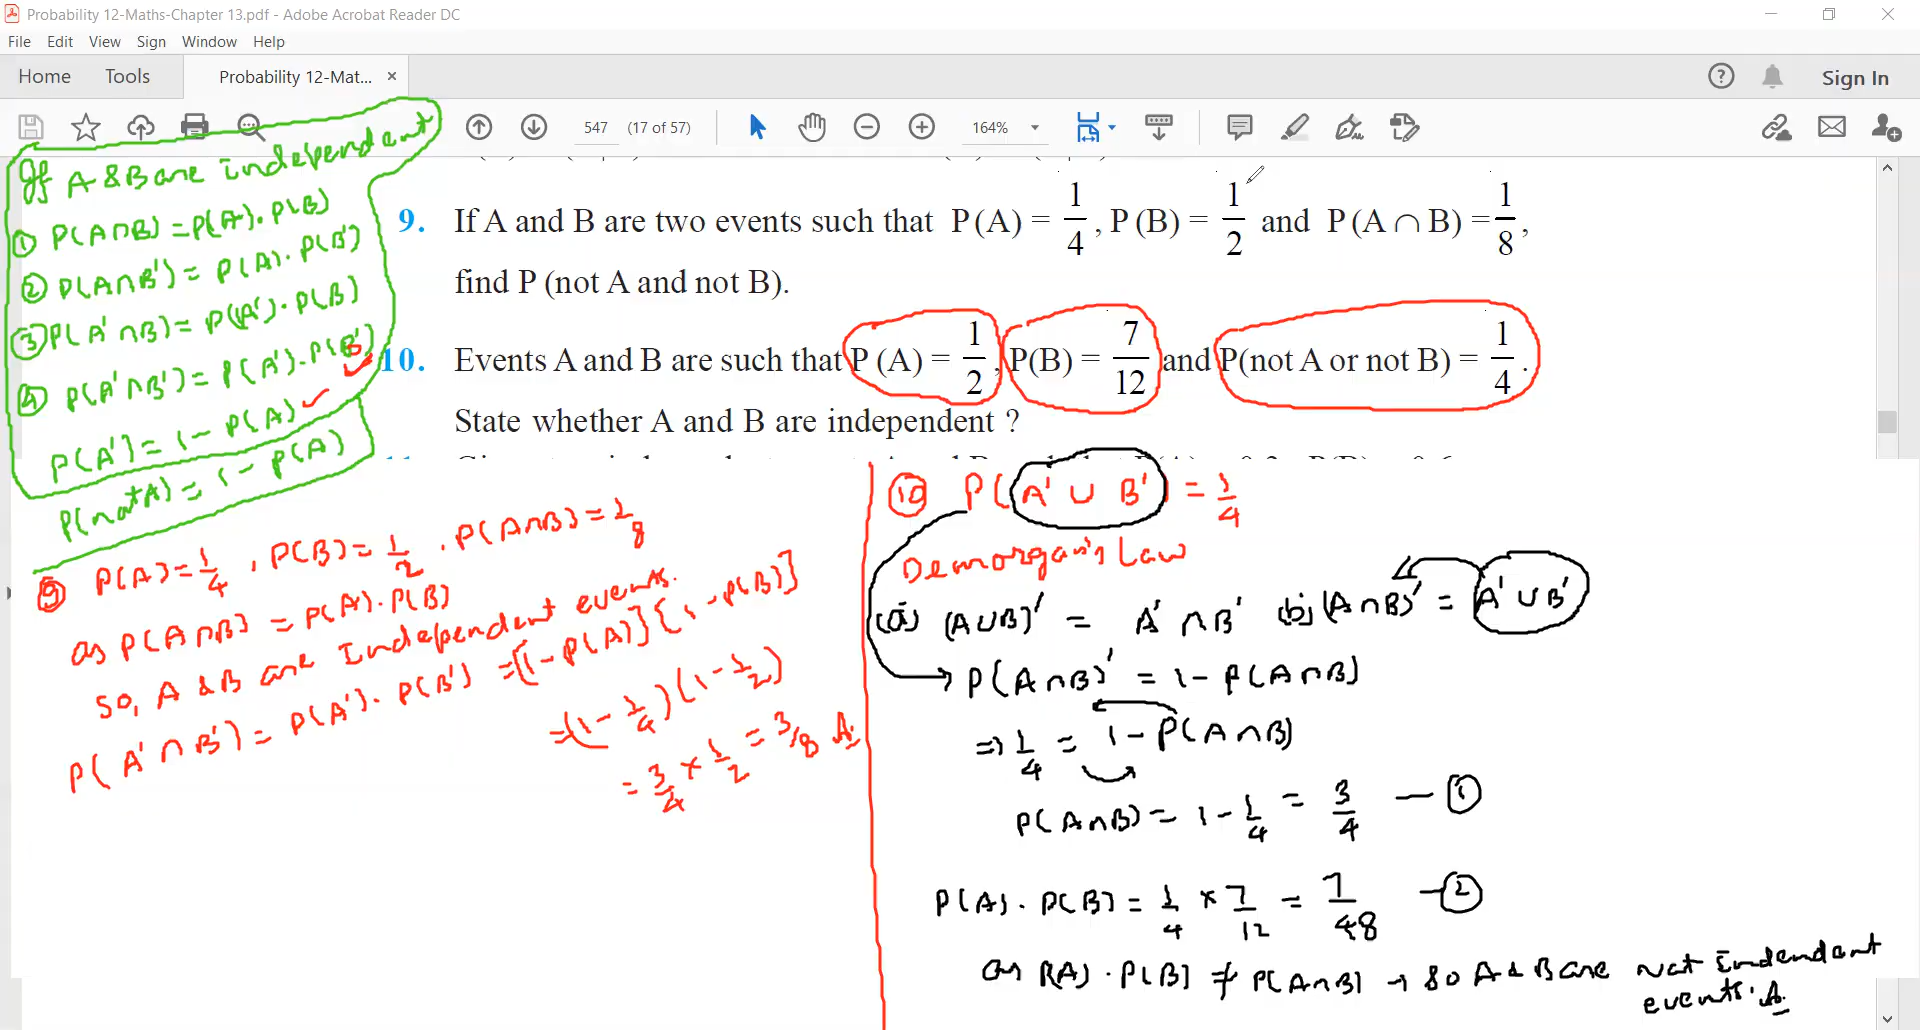 Probability 12-Maths-Chapter 13.pdf - Adobe Acrobat Reader DC
File Edit View Sign Window Help
Home Tools Probability 12-Mat... × Sign In
547 (17 of 57) 164%
9. If A and B are two events such that P(A) = 1/4, P(B) = 1/2 and P(A ∩ B) = 1/8,
find P (not A and not B).
10. Events A and B are such that P(A) = 1/2, P(B) = 7/12 and P(not A or not B) = 1/4.
State whether A and B are independent ?
If A & B are Independent
① P(A∩B) = P(A). P(B)
② P(A∩B') = P(A). P(B')
③ P(A'∩B) = P(A'). P(B)
④ P(A'∩B') = P(A'). P(B')
P(A') = 1 - P(A)
P(not A) = 1 - P(A)
⑨ P(A) = 1/4, P(B) = 1/2, P(A∩B) = 1/8
as P(A∩B) = P(A). P(B)
So, A & B are Independent events.
P(A'∩B') = P(A'). P(B') = [1 - P(A)][1 - P(B)]
= (1 - 1/4)(1 - 1/2)
= 3/4 × 1/2 = 3/8 A
⑩ P(A' ∪ B') = 1/4
Demorgan's Law
(a) (A∪B)' = A' ∩ B' (b) (A∩B)' = A' ∪ B'
P(A∩B)' = 1 - P(A∩B)
⇒ 1/4 = 1 - P(A∩B)
P(A∩B) = 1 - 1/4 = 3/4 — ①
P(A). P(B) = 1/4 × 7/12 = 7/48 — ②
as P(A). P(B) ≠ P(A∩B) → So A & B are not Indendant
events. A